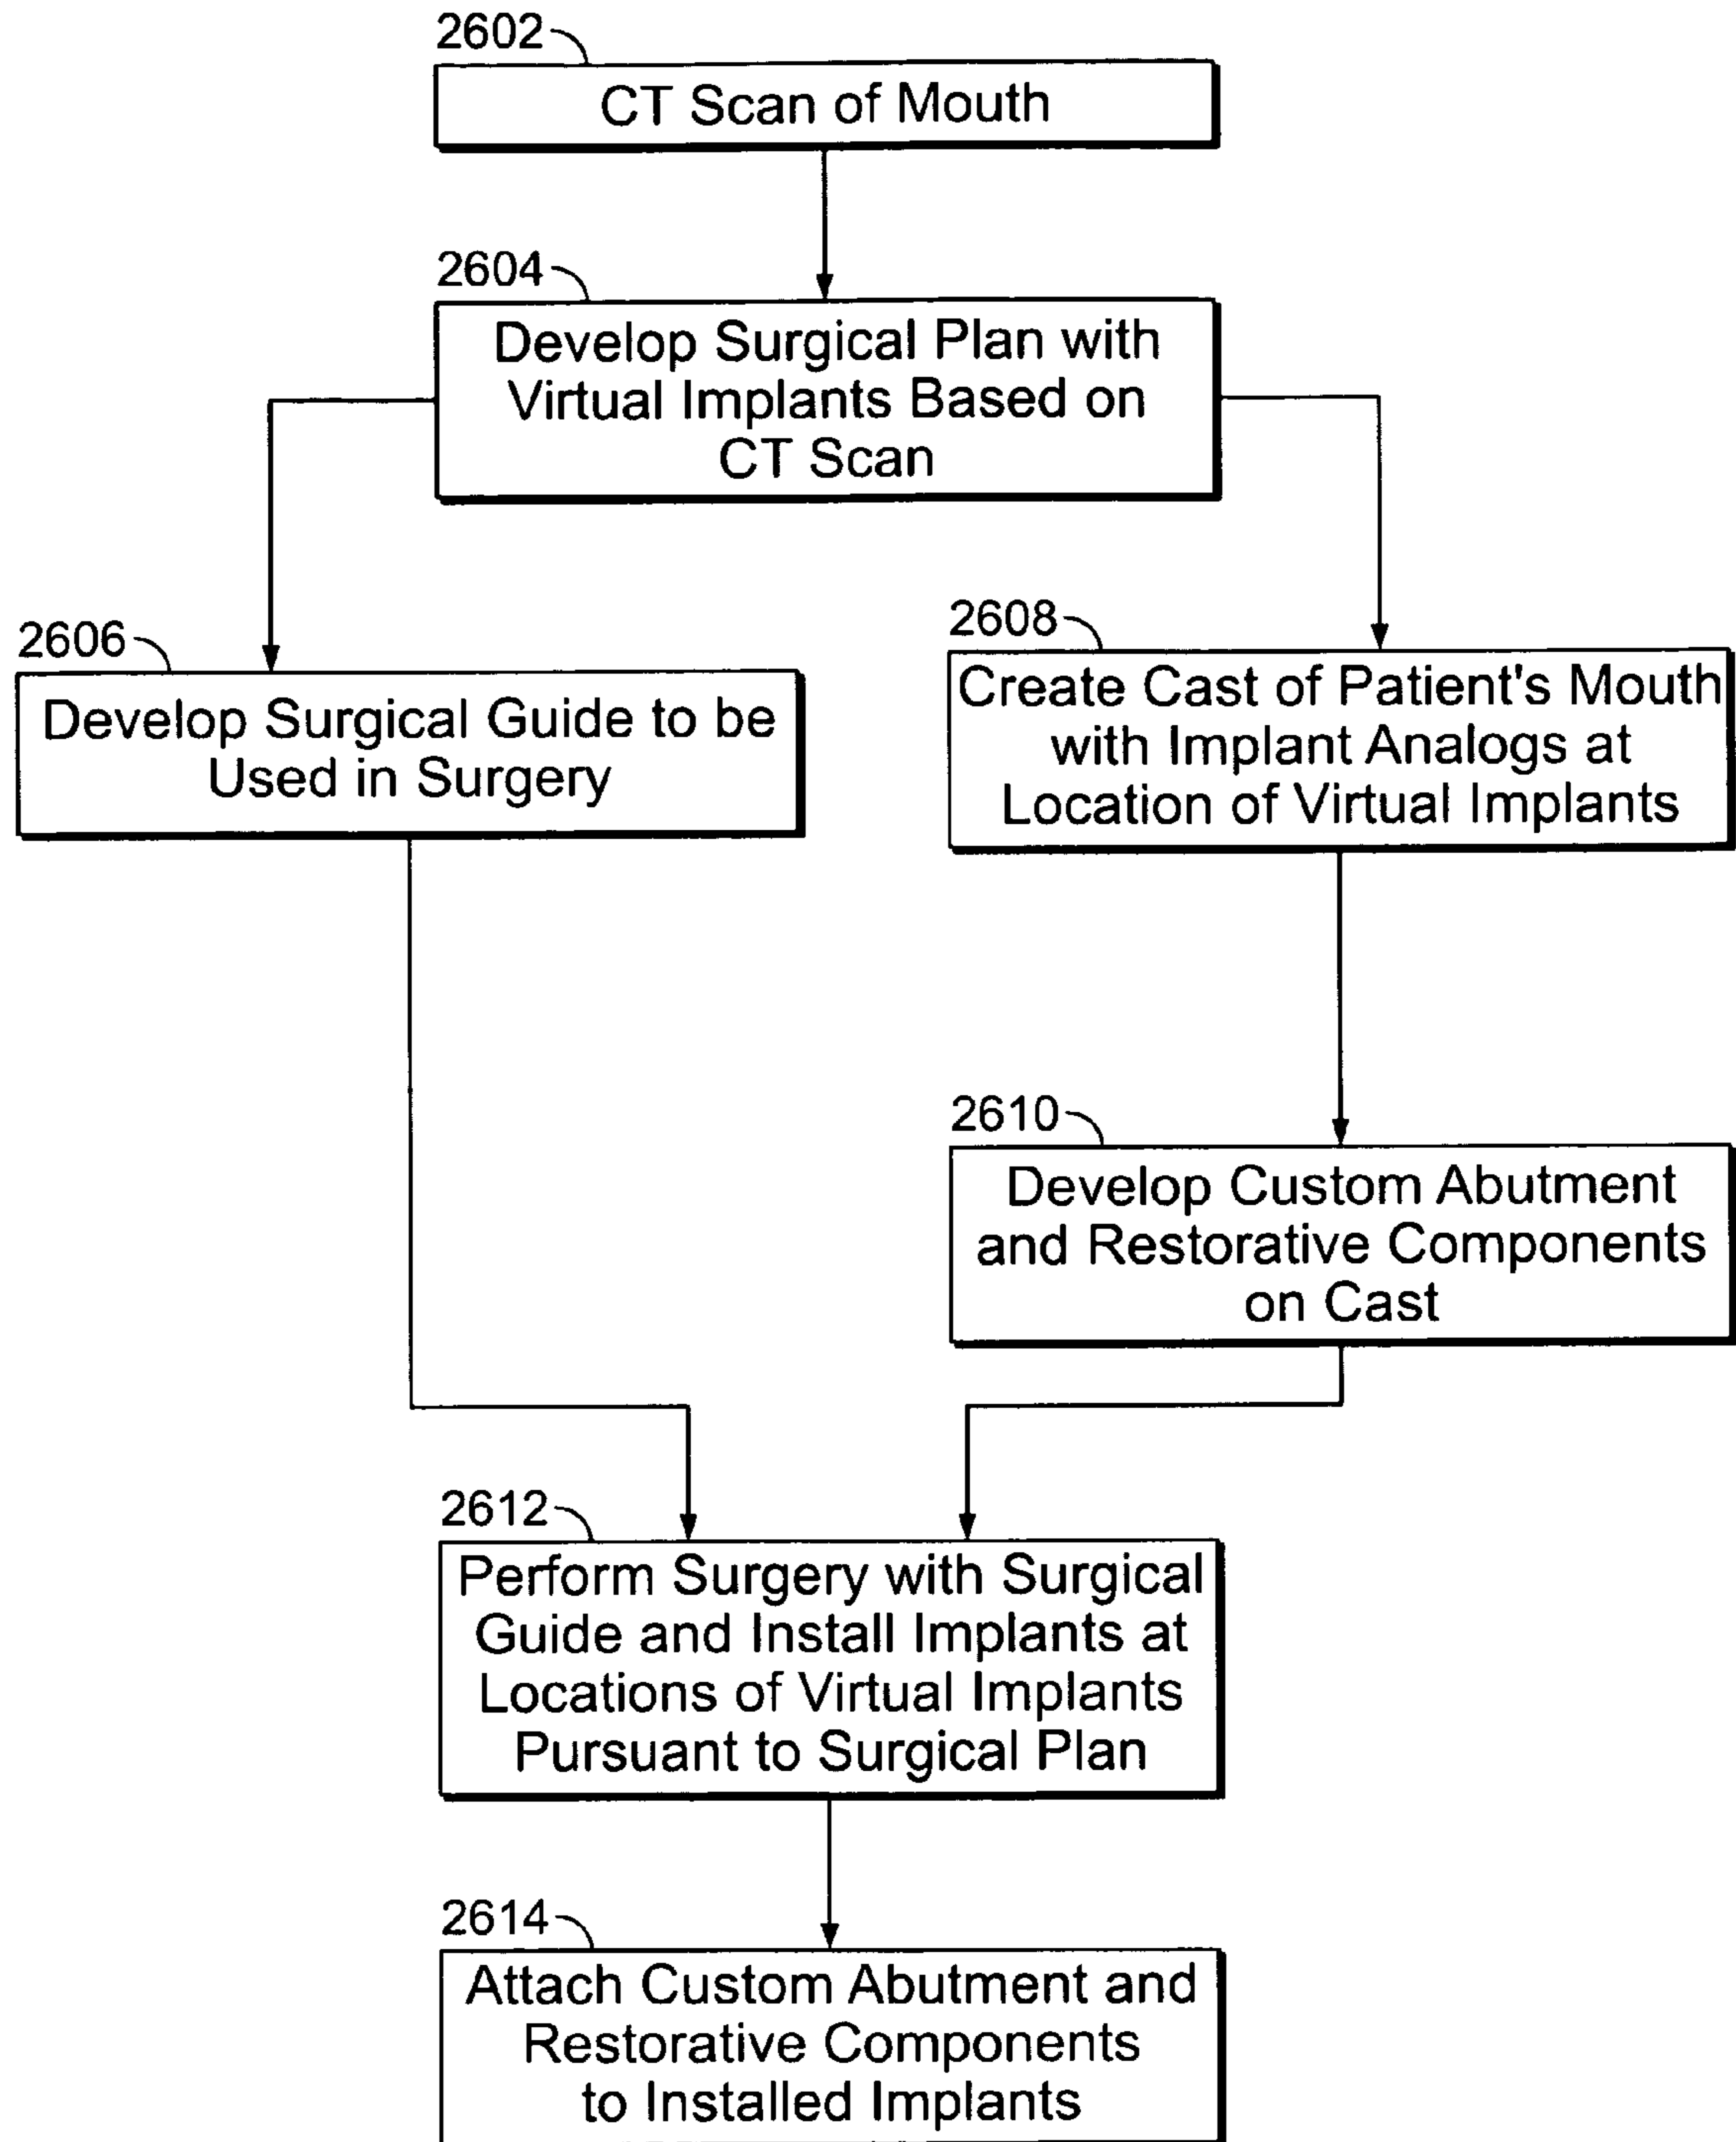 2602
CT Scan of Mouth
2604
Develop Surgical Plan with
Virtual Implants Based on
CT Scan
2606
Develop Surgical Guide to be
Used in Surgery
2608
Create Cast of Patient's Mouth
with Implant Analogs at
Location of Virtual Implants
2610
Develop Custom Abutment
and Restorative Components
on Cast
2612
Perform Surgery with Surgical
Guide and Install Implants at
Locations of Virtual Implants
Pursuant to Surgical Plan
2614
Attach Custom Abutment and
Restorative Components
to Installed Implants